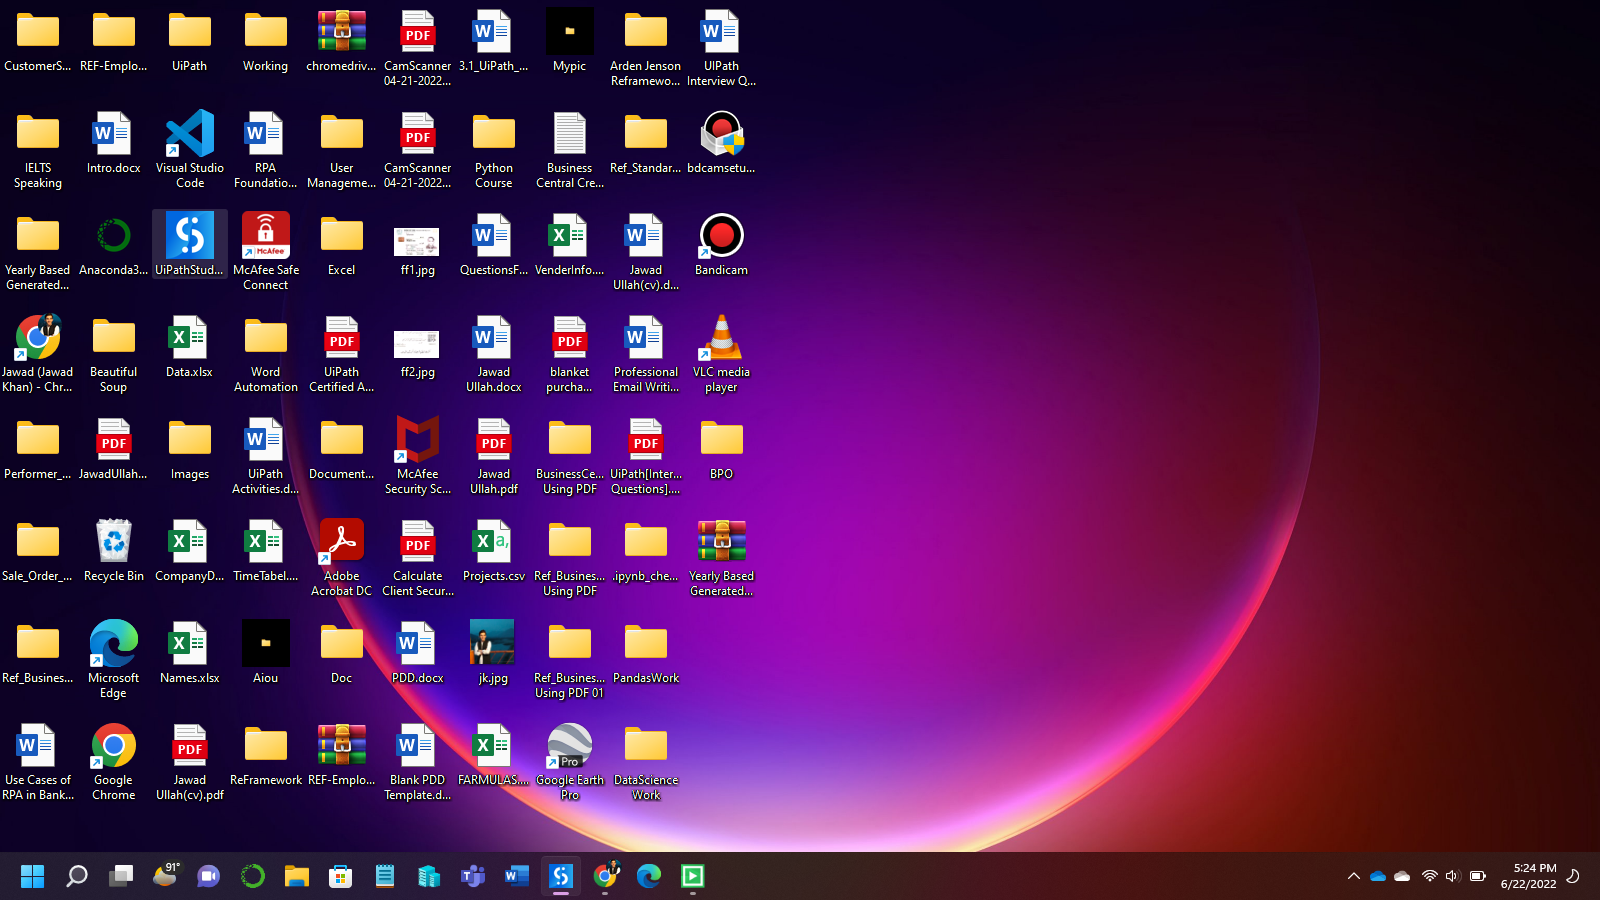 CustomerS...
REF-Emplo...
UiPath
Working
chromedriv...
CamScanner
04-21-2022...
3.1_UiPath_...
Mypic
Arden Jenson
Reframewo...
UIPath
Interview Q...
IELTS
Speaking
Intro.docx
Visual Studio
Code
RPA
Foundatio...
User
Manageme...
CamScanner
04-21-2022...
Python
Course
Business
Central Cre...
Ref_Standar...
bdcamsetu...
Yearly Based
Generated...
Anaconda3...
UiPathStud...
McAfee
McAfee Safe
Connect
Excel
ff1.jpg
QuestionsF...
VenderInfo....
Jawad
Ullah(cv).d...
Bandicam
Jawad (Jawad
Khan) - Chr...
Beautiful
Soup
Data.xlsx
Word
Automation
UiPath
Certified A...
ff2.jpg
Jawad
Ullah.docx
blanket
purcha...
Professional
Email Writi...
VLC media
player
Performer_...
JawadUllah...
Images
UiPath
Activities.d...
Document...
McAfee
Security Sc...
Jawad
Ullah.pdf
BusinessCe...
Using PDF
UiPath[Inter...
Questions]....
BPO
Sale_Order_...
Recycle Bin
CompanyD...
TimeTabel....
Adobe
Acrobat DC
Calculate
Client Secur...
Projects.csv
Ref_Business...
Using PDF
.ipynb_che...
Yearly Based
Generated...
Ref_Busines...
Microsoft
Edge
Names.xlsx
Aiou
Doc
PDD.docx
jk.jpg
Ref_Business...
Using PDF 01
PandasWork
Use Cases of
RPA in Bank...
Google
Chrome
Jawad
Ullah(cv).pdf
ReFramework
REF-Emplo...
Blank PDD
Template.d...
FARMULAS....
Pro
Google Earth
Pro
DataScience
Work
91°
5:24 PM
6/22/2022